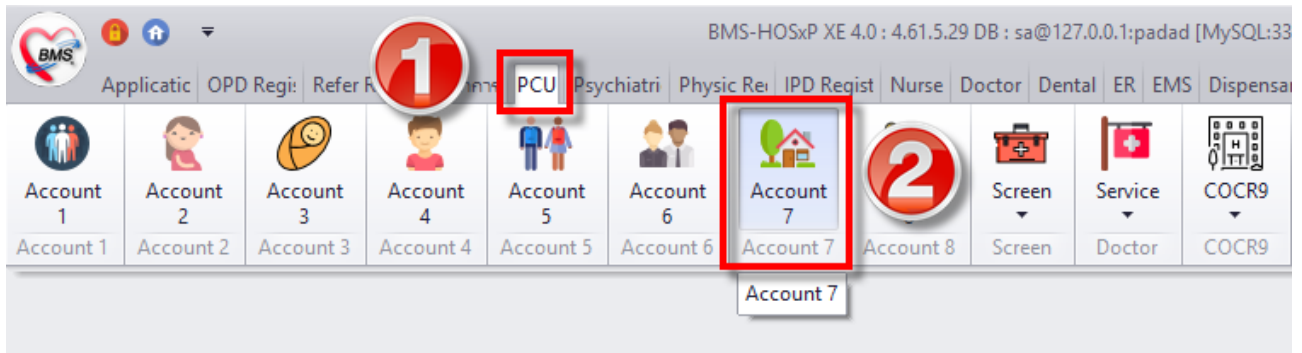 BMS
BMS-HOSxP XE 4.0 : 4.61.5.29 DB : sa@127.0.0.1:padad [MySQL:33
1
Applicatic OPD Regis Refer PCU Psychiatri Physic Rec IPD Regist Nurse Doctor Dental ER EMS Dispensar
2
Account 1 Account 2 Account 3 Account 4 Account 5 Account 6 Account 7 Screen Service COCR9
Account 1 Account 2 Account 3 Account 4 Account 5 Account 6 Account 7 Account 8 Screen Doctor COCR9
Account 7